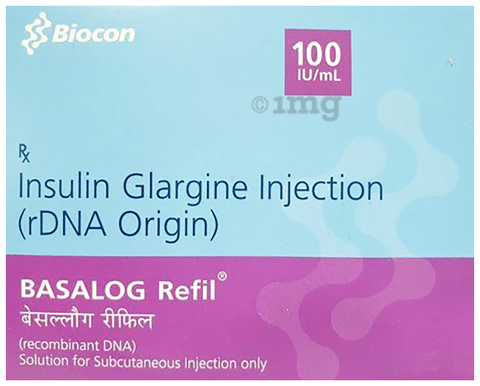 Biocon
100
IU/mL
©1mg
Rx
Insulin Glargine Injection
(rDNA Origin)
BASALOG Refil®
बेसल्लौग रीफिल
(recombinant DNA)
Solution for Subcutaneous Injection only